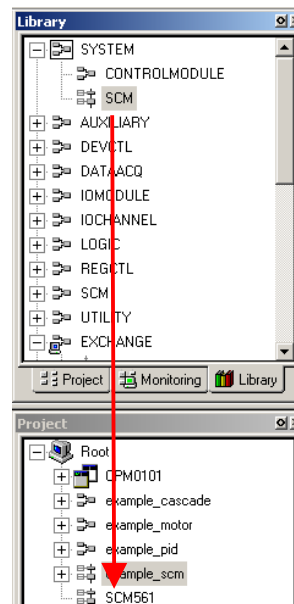 Library
SYSTEM
CONTROLMODULE
SCM
AUXILIARY
DEVCTL
DATAACQ
IOMODULE
IOCHANNEL
LOGIC
REGCTL
SCM
UTILITY
EXCHANGE
Project Monitoring Library
Project
Root
CPM0101
example_cascade
example_motor
example_pid
example_scm
SCM561